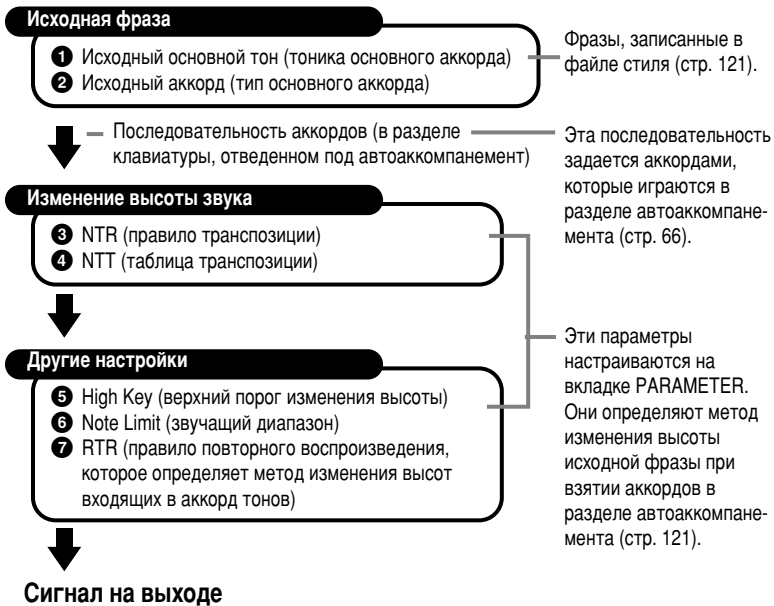 Исходная фраза
❶ Исходный основной тон (тоника основного аккорда)
❷ Исходный аккорд (тип основного аккорда)
Фразы, записанные в
файле стиля (стр. 121).
Последовательность аккордов (в разделе
клавиатуры, отведенном под автоаккомпанемент)
Эта последовательность
задается аккордами,
которые играются в
разделе автоаккомпане-
мента (стр. 66).
Изменение высоты звука
❸ NTR (правило транспозиции)
❹ NTT (таблица транспозиции)
Другие настройки
❺ High Key (верхний порог изменения высоты)
❻ Note Limit (звучащий диапазон)
❼ RTR (правило повторного воспроизведения,
которое определяет метод изменения высот
входящих в аккорд тонов)
Эти параметры
настраиваются на
вкладке PARAMETER.
Они определяют метод
изменения высоты
исходной фразы при
взятии аккордов в
разделе автоаккомпане-
мента (стр. 121).
Сигнал на выходе